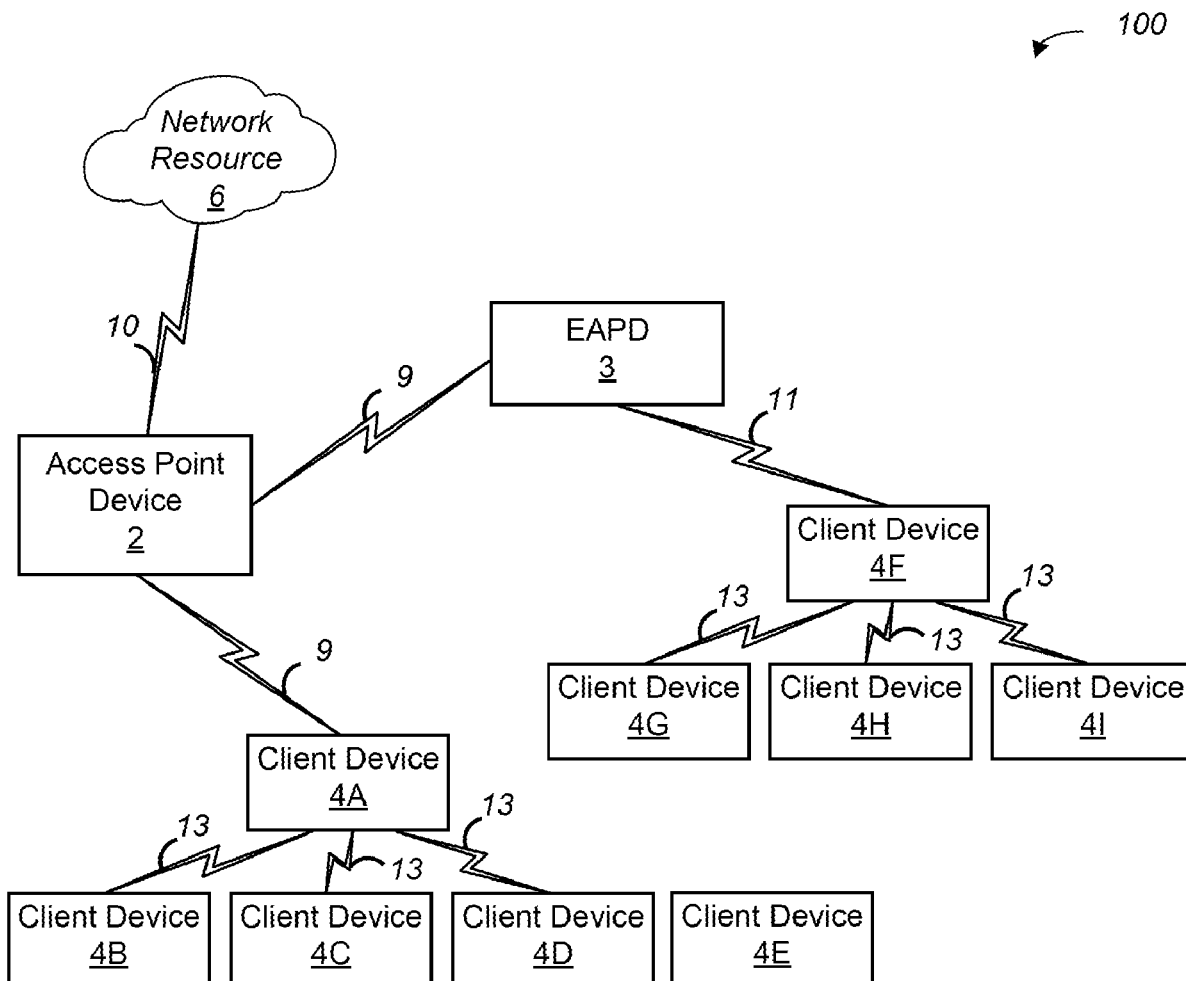 100
Network
Resource
6
10
EAPD
3
9
11
Access Point
Device
2
Client Device
4F
13
13
13
9
Client Device
4G
Client Device
4H
Client Device
4I
Client Device
4A
13
13
13
Client Device
4B
Client Device
4C
Client Device
4D
Client Device
4E